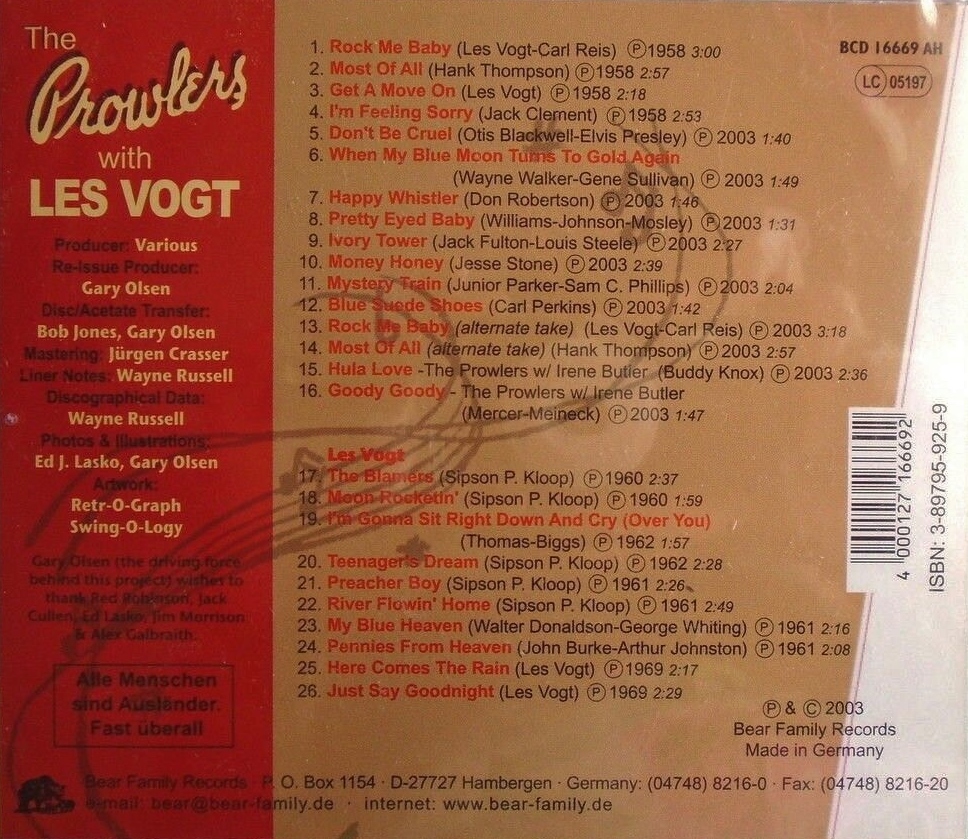 The
Prowlers
with
LES VOGT
Producer: Various
Re-Issue Producer:
Gary Olsen
Disc/Acetate Transfer:
Bob Jones, Gary Olsen
Mastering: Jürgen Crasser
Liner Notes: Wayne Russell
Discographical Data:
Wayne Russell
Photos & Illustrations:
Ed J. Lasko, Gary Olsen
Artwork:
Retr-O-Graph
Swing-O-Logy
Gary Olsen (the driving force
behind this project) wishes to
thank Red Robinson, Jack
Cullen, Ed Lasko, Jim Morrison
& Alex Galbraith.
Alle Menschen
sind Ausländer.
Fast überall
1. Rock Me Baby (Les Vogt-Carl Reis) Ⓟ1958 3:00
2. Most Of All (Hank Thompson) Ⓟ1958 2:57
3. Get A Move On (Les Vogt) Ⓟ1958 2:18
4. I'm Feeling Sorry (Jack Clement) Ⓟ1958 2:53
5. Don't Be Cruel (Otis Blackwell-Elvis Presley) Ⓟ 2003 1:40
6. When My Blue Moon Turns To Gold Again
(Wayne Walker-Gene Sullivan) Ⓟ 2003 1:49
7. Happy Whistler (Don Robertson) Ⓟ 2003 1:46
8. Pretty Eyed Baby (Williams-Johnson-Mosley) Ⓟ 2003 1:31
9. Ivory Tower (Jack Fulton-Louis Steele) Ⓟ 2003 2:27
10. Money Honey (Jesse Stone) Ⓟ 2003 2:39
11. Mystery Train (Junior Parker-Sam C. Phillips) Ⓟ 2003 2:04
12. Blue Suede Shoes (Carl Perkins) Ⓟ 2003 1:42
13. Rock Me Baby (alternate take) (Les Vogt-Carl Reis) Ⓟ 2003 3:18
14. Most Of All (alternate take) (Hank Thompson) Ⓟ 2003 2:57
15. Hula Love -The Prowlers w/ Irene Butler (Buddy Knox) Ⓟ 2003 2:36
16. Goody Goody - The Prowlers w/ Irene Butler
(Mercer-Meineck) Ⓟ 2003 1:47
Les Vogt
17. The Blamers (Sipson P. Kloop) Ⓟ 1960 2:37
18. Moon Rocketin' (Sipson P. Kloop) Ⓟ 1960 1:59
19. I'm Gonna Sit Right Down And Cry (Over You)
(Thomas-Biggs) Ⓟ 1962 1:57
20. Teenager's Dream (Sipson P. Kloop) Ⓟ 1962 2:28
21. Preacher Boy (Sipson P. Kloop) Ⓟ 1961 2:26
22. River Flowin' Home (Sipson P. Kloop) Ⓟ 1961 2:49
23. My Blue Heaven (Walter Donaldson-George Whiting) Ⓟ 1961 2:16
24. Pennies From Heaven (John Burke-Arthur Johnston) Ⓟ 1961 2:08
25. Here Comes The Rain (Les Vogt) Ⓟ 1969 2:17
26. Just Say Goodnight (Les Vogt) Ⓟ 1969 2:29
BCD 16669 AH
LC 05197
4 000127 166692
ISBN: 3-89795-925-9
Ⓟ & © 2003
Bear Family Records
Made in Germany
Bear Family Records · P. O. Box 1154 · D-27727 Hambergen · Germany: (04748) 8216-0 · Fax: (04748) 8216-20
e-mail: bear@bear-family.de · internet: www.bear-family.de